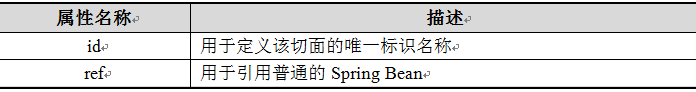 属性名称 描述
id 用于定义该切面的唯一标识名称
ref 用于引用普通的 Spring Bean